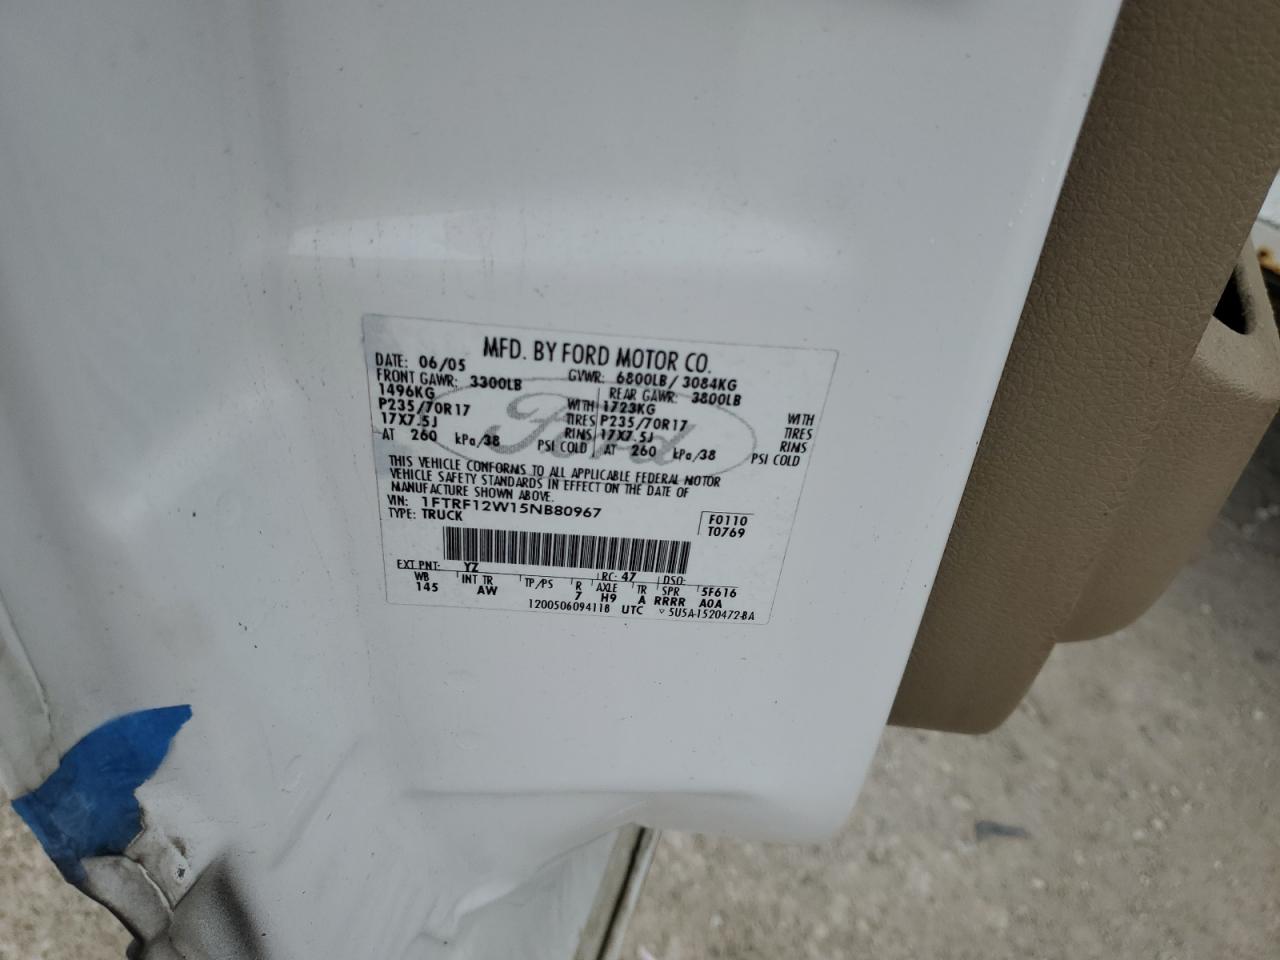 MFD. BY FORD MOTOR CO.
DATE: 06/05 GVWR: 6800LB / 3084KG
FRONT GAWR: 3300LB REAR GAWR: 3800LB
1496KG WITH 1723KG WITH
P235/70R17 TIRES P235/70R17 TIRES
17X7.5J RIMS 17X7.5J RIMS
AT 260 kPa/38 PSI COLD AT 260 kPa/38 PSI COLD
Ford
THIS VEHICLE CONFORMS TO ALL APPLICABLE FEDERAL MOTOR
VEHICLE SAFETY STANDARDS IN EFFECT ON THE DATE OF
MANUFACTURE SHOWN ABOVE.
VIN: 1FTRF12W15NB80967 F0110
TYPE: TRUCK T0769
EXT PNT: YZ RC: 47 DSO:
WB INT TR TP/PS R AXLE TR SPR 5F616
145 AW 7 H9 A RRRR A0A
1200506094118 UTC ▽ 5U5A-1520472-BA